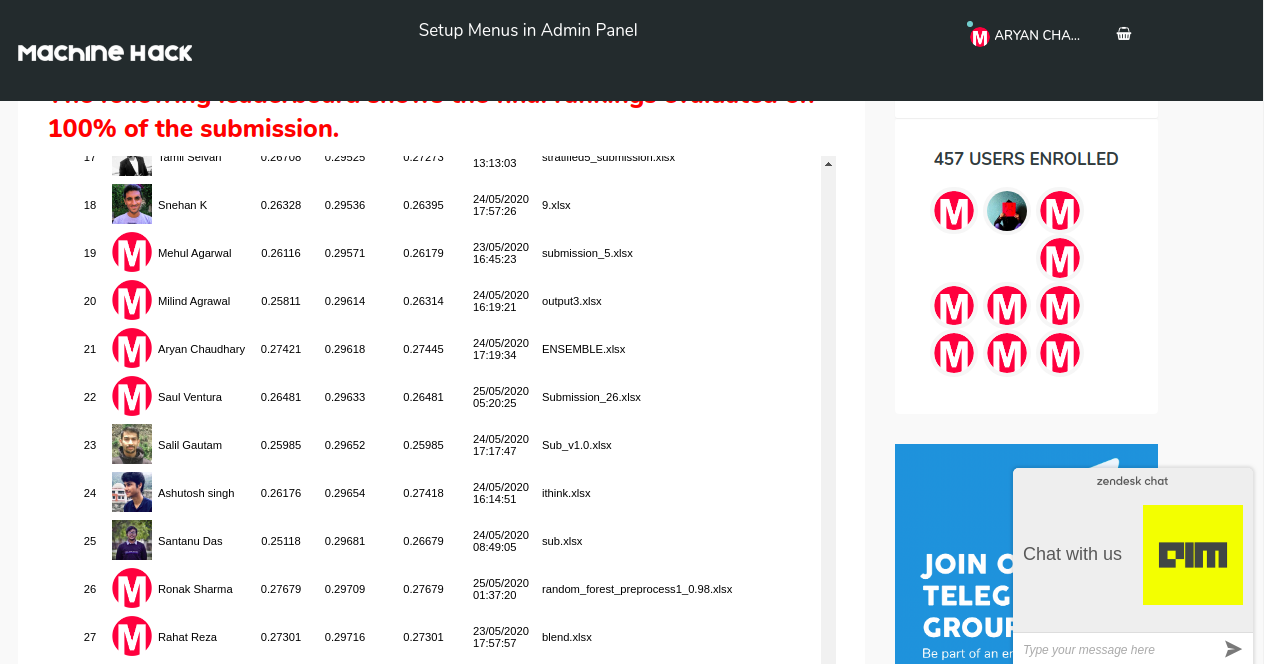 Setup Menus in Admin Panel
Machine Hack
ARYAN CHA...
The following leaderboard shows the final rankings evaluated on
100% of the submission.
17 Tamil Selvan 0.26708 0.29525 0.27273 13:13:03 stratified5_submission.xlsx
18 Snehan K 0.26328 0.29536 0.26395 24/05/2020 17:57:26 9.xlsx
19 Mehul Agarwal 0.26116 0.29571 0.26179 23/05/2020 16:45:23 submission_5.xlsx
20 Milind Agrawal 0.25811 0.29614 0.26314 24/05/2020 16:19:21 output3.xlsx
21 Aryan Chaudhary 0.27421 0.29618 0.27445 24/05/2020 17:19:34 ENSEMBLE.xlsx
22 Saul Ventura 0.26481 0.29633 0.26481 25/05/2020 05:20:25 Submission_26.xlsx
23 Salil Gautam 0.25985 0.29652 0.25985 24/05/2020 17:17:47 Sub_v1.0.xlsx
24 Ashutosh singh 0.26176 0.29654 0.27418 24/05/2020 16:14:51 ithink.xlsx
25 Santanu Das 0.25118 0.29681 0.26679 24/05/2020 08:49:05 sub.xlsx
26 Ronak Sharma 0.27679 0.29709 0.27679 25/05/2020 01:37:20 random_forest_preprocess1_0.98.xlsx
27 Rahat Reza 0.27301 0.29716 0.27301 23/05/2020 17:57:57 blend.xlsx
457 USERS ENROLLED
JOIN O
TELEG
GROUP
Be part of an en
zendesk chat
Chat with us
AIM
Type your message here